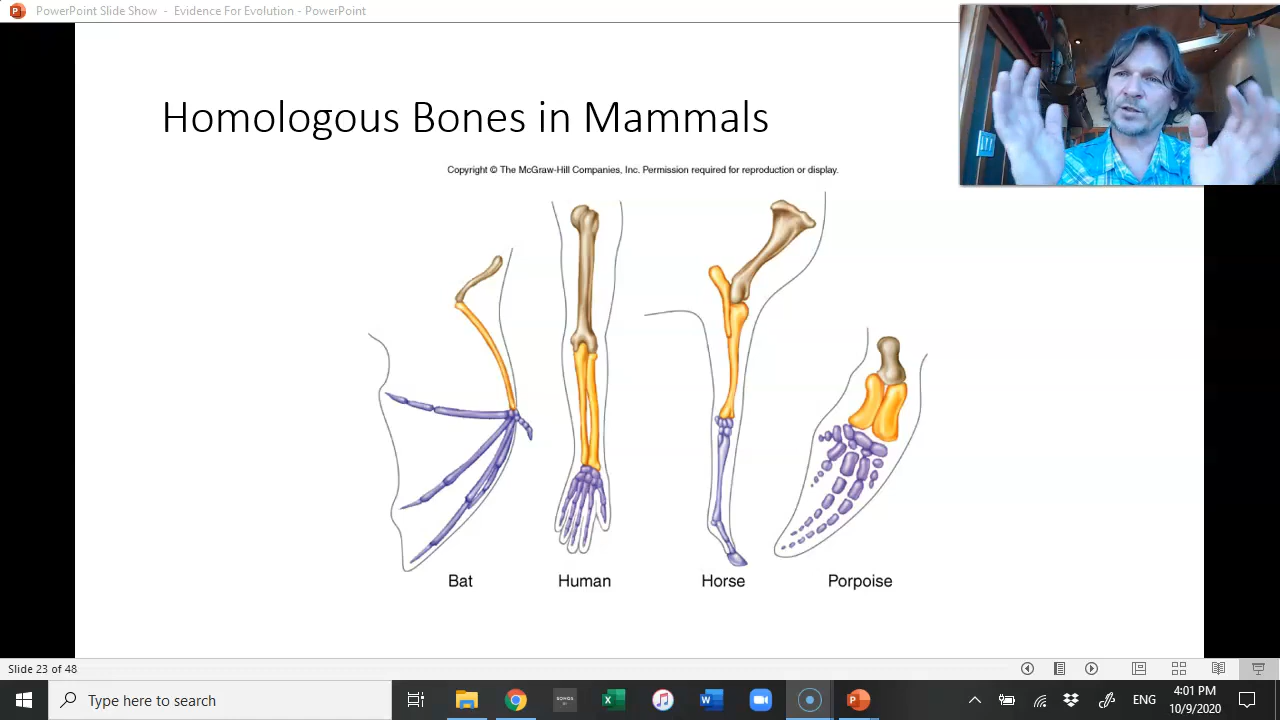 PowerPoint Slide Show - Evidence For Evolution - PowerPoint
Homologous Bones in Mammals
Copyright © The McGraw-Hill Companies, Inc. Permission required for reproduction or display.
Bat Human Horse Porpoise
Slide 23 of 48
Type here to search
ENG
4:01 PM
10/9/2020